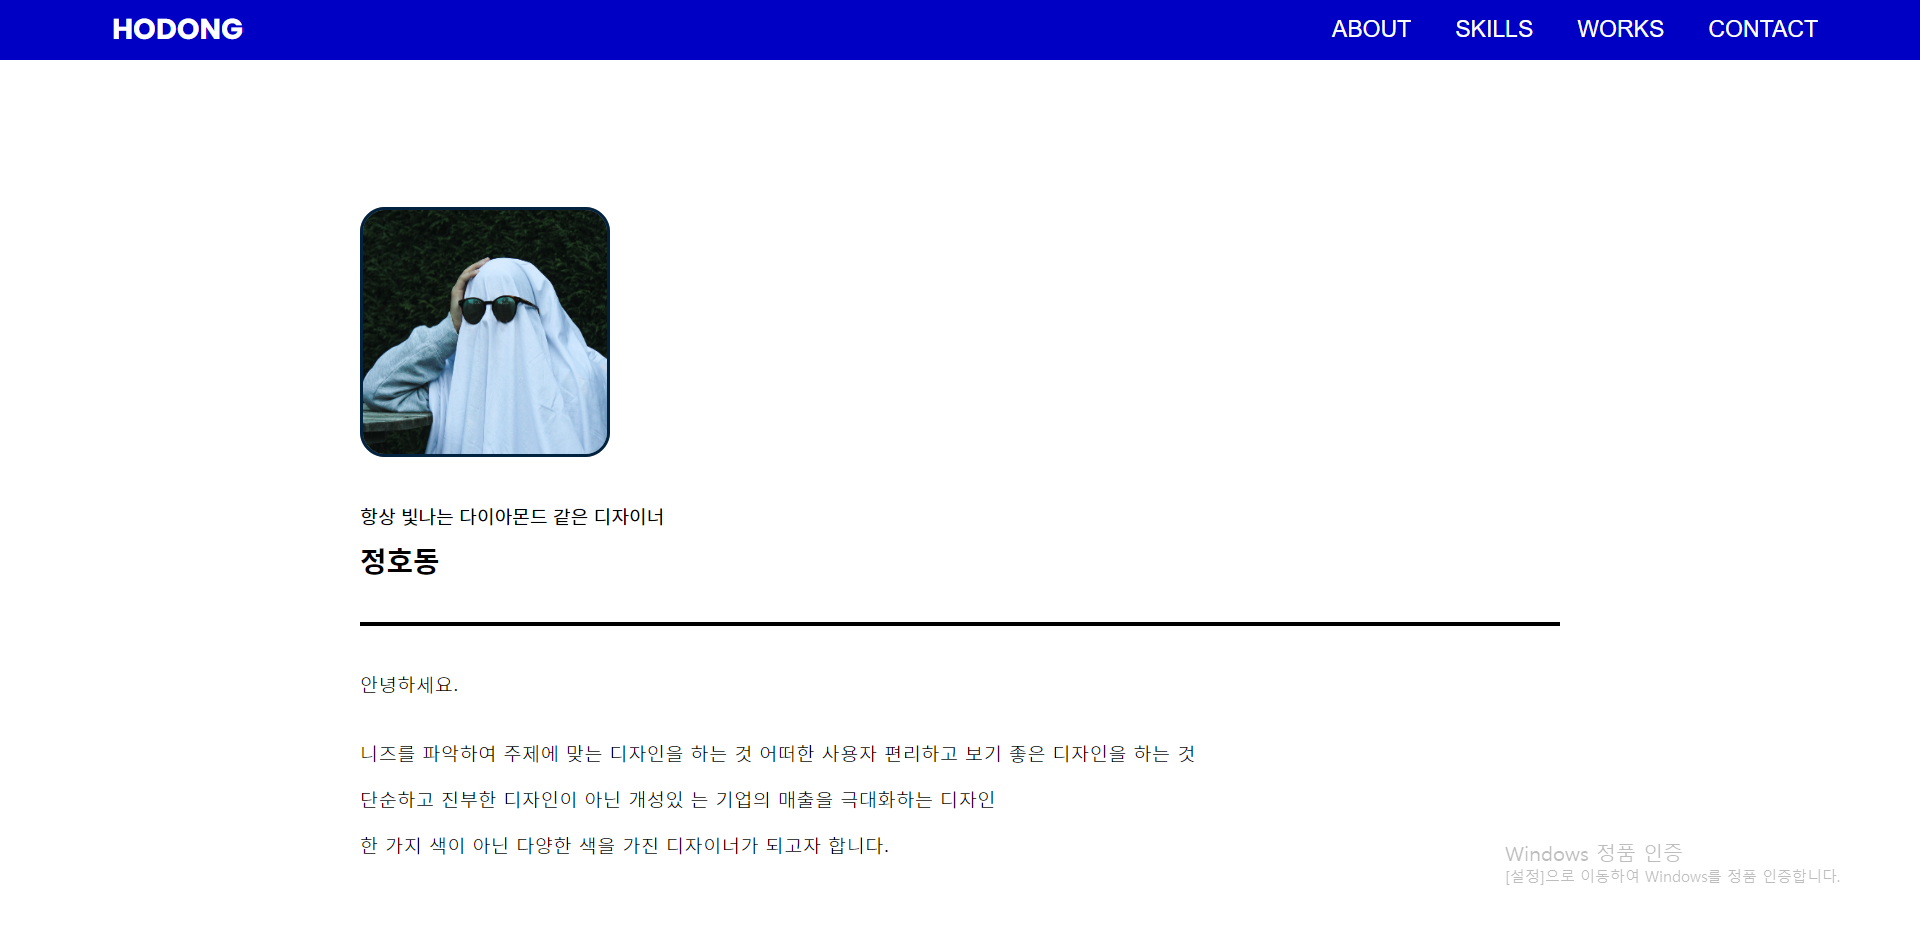 HODONG
ABOUT SKILLS WORKS CONTACT
항상 빛나는 다이아몬드 같은 디자이너
정호동
안녕하세요.
니즈를 파악하여 주제에 맞는 디자인을 하는 것 어떠한 사용자 편리하고 보기 좋은 디자인을 하는 것
단순하고 진부한 디자인이 아닌 개성있 는 기업의 매출을 극대화하는 디자인
한 가지 색이 아닌 다양한 색을 가진 디자이너가 되고자 합니다.
Windows 정품 인증
[설정]으로 이동하여 Windows를 정품 인증합니다.